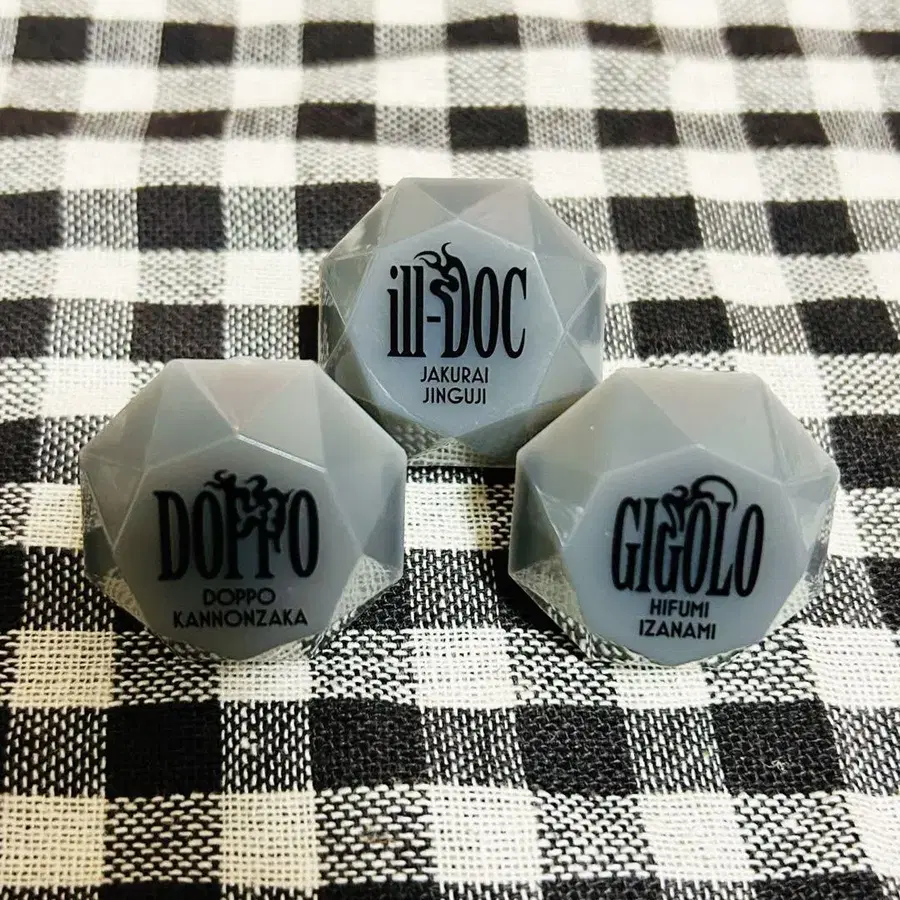 ill-DOC
JAKURAI
JINGUJI
DOPPO
DOPPO
KANNONZAKA
GIGOLO
HIFUMI
IZANAMI